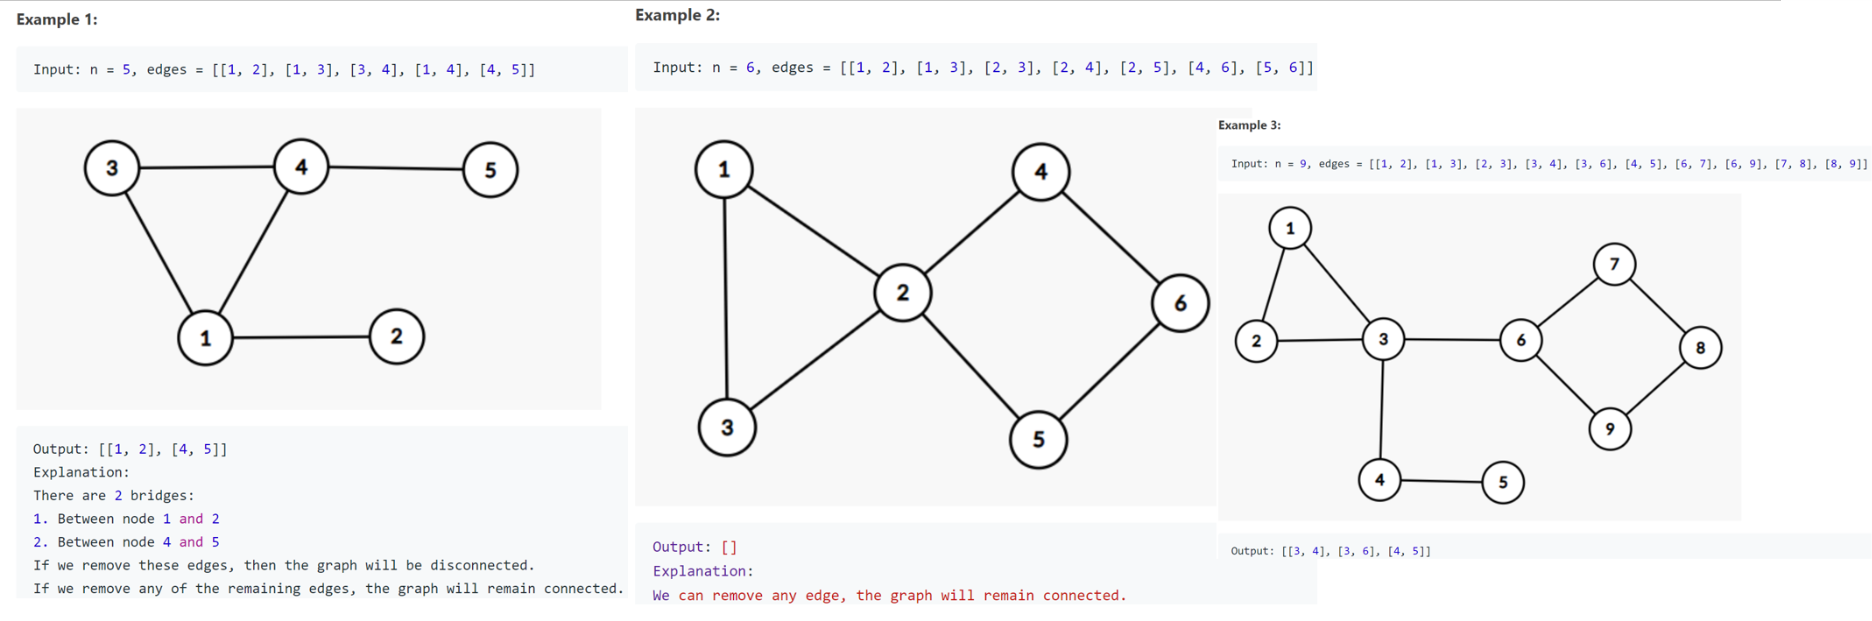 Example 1:
Input: n = 5, edges = [[1, 2], [1, 3], [3, 4], [1, 4], [4, 5]]
3
4
5
1
2
Output: [[1, 2], [4, 5]]
Explanation:
There are 2 bridges:
1. Between node 1 and 2
2. Between node 4 and 5
If we remove these edges, then the graph will be disconnected.
If we remove any of the remaining edges, the graph will remain connected.
Example 2:
Input: n = 6, edges = [[1, 2], [1, 3], [2, 3], [2, 4], [2, 5], [4, 6], [5, 6]]
1
4
2
6
3
5
Output: []
Explanation:
We can remove any edge, the graph will remain connected.
Example 3:
Input: n = 9, edges = [[1, 2], [1, 3], [2, 3], [3, 4], [3, 6], [4, 5], [6, 7], [6, 9], [7, 8], [8, 9]]
1
7
2
3
6
8
9
4
5
Output: [[3, 4], [3, 6], [4, 5]]